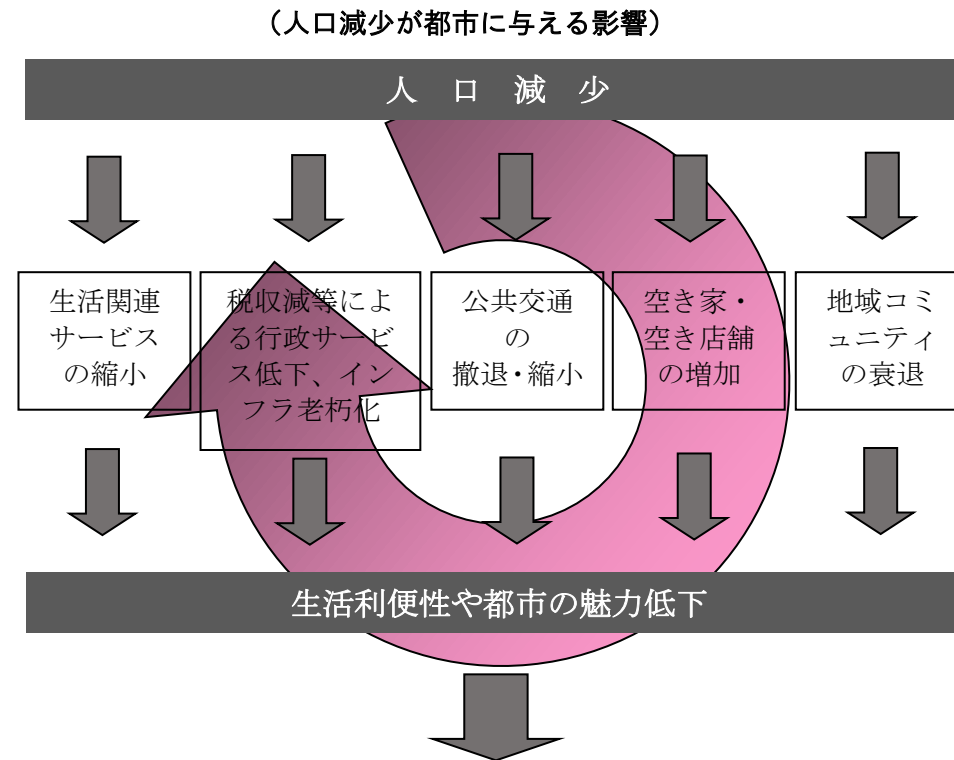 （人口減少が都市に与える影響）
人　口　減　少
生活関連
サービス
の縮小
税収減等によ
る行政サービ
ス低下、イン
フラ老朽化
公共交通
の
撤退・縮小
空き家・
空き店舗
の増加
地域コミ
ュニティ
の衰退
生活利便性や都市の魅力低下